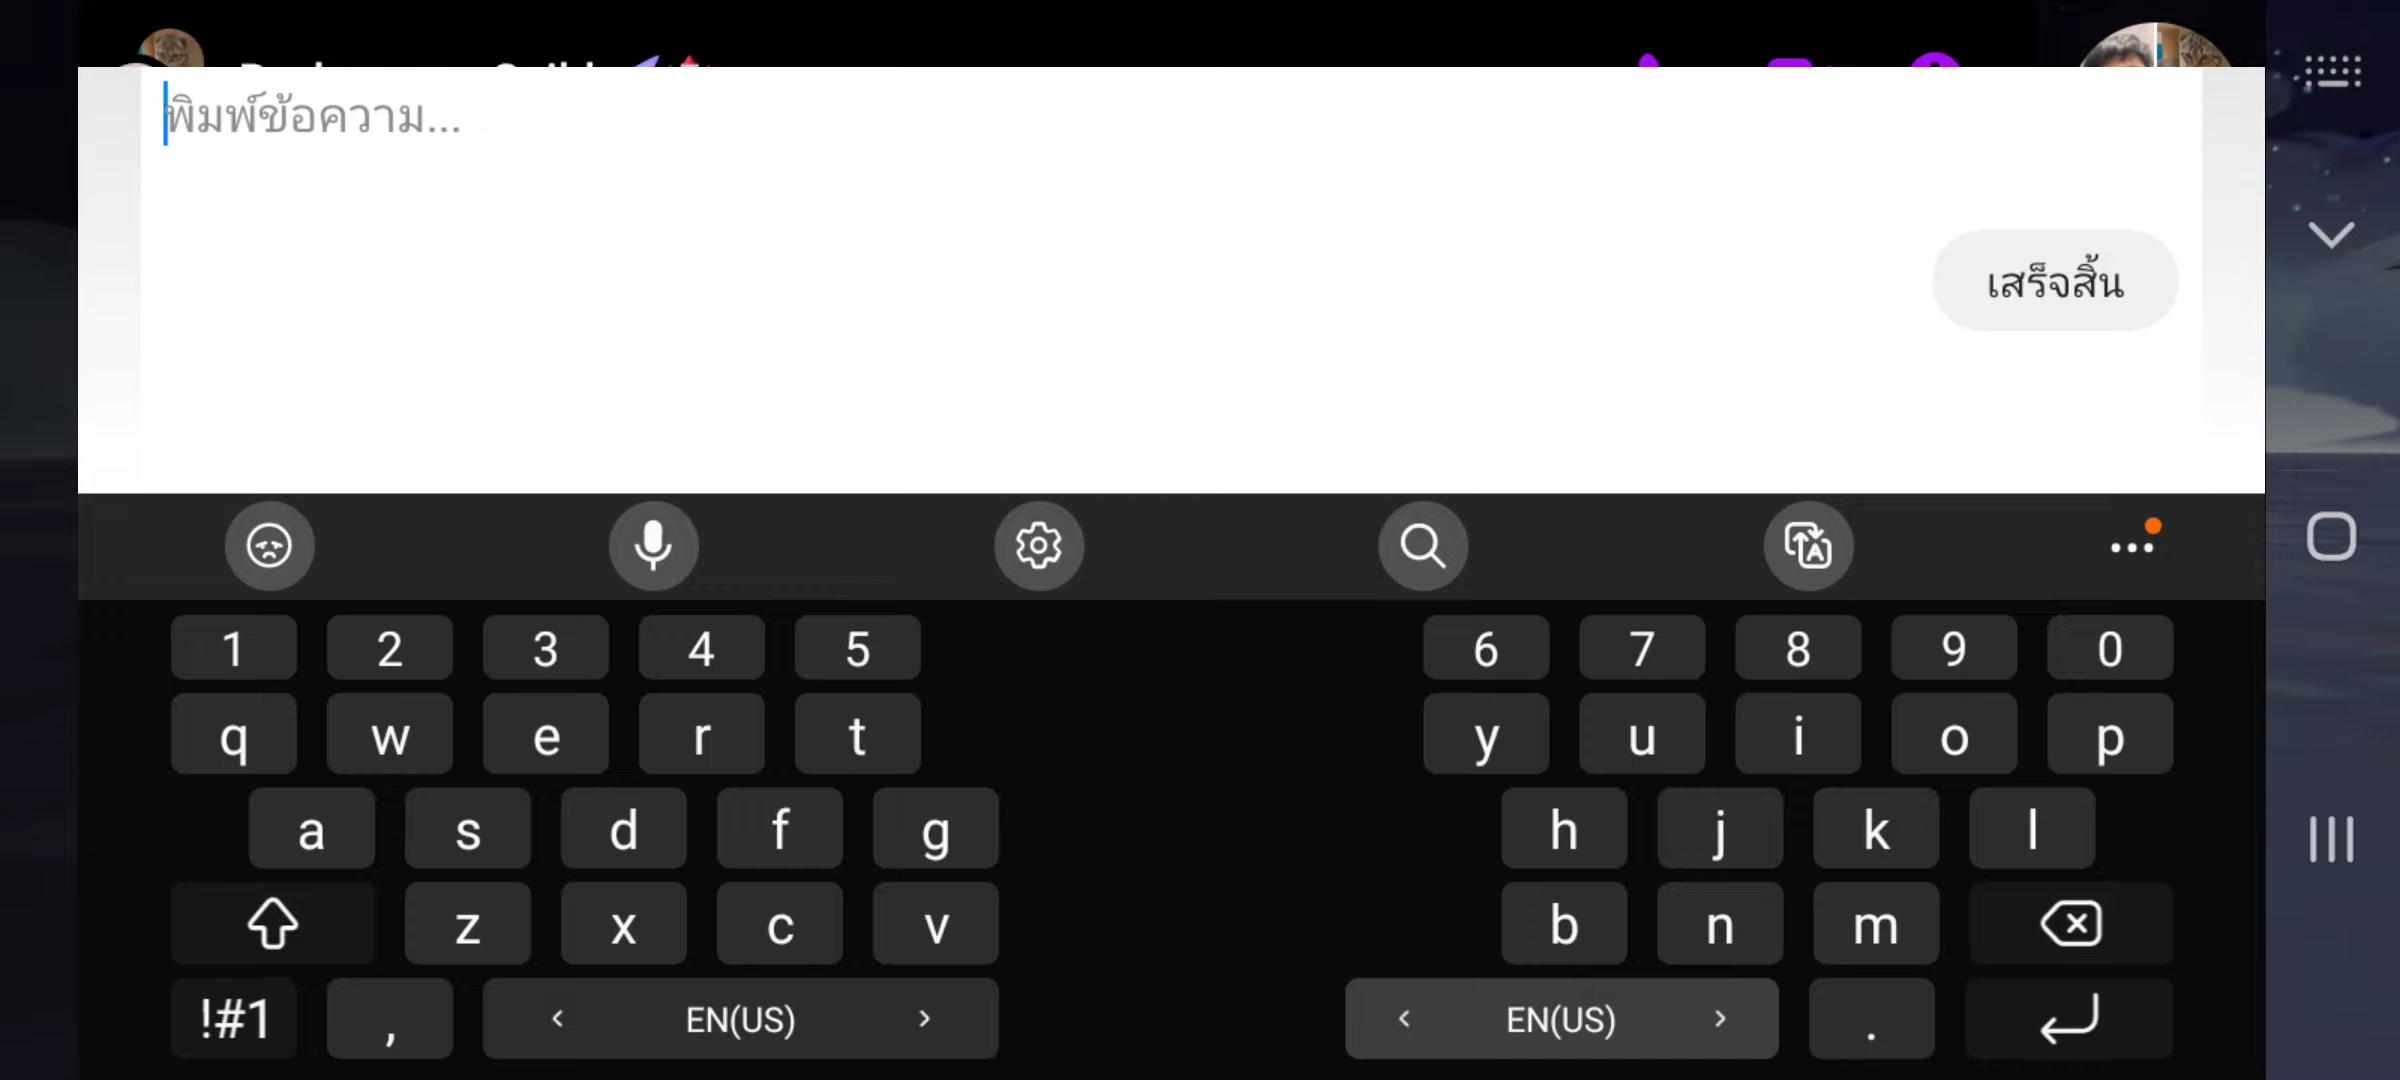 พิมพ์ข้อความ...
เสร็จสิ้น
1 2 3 4 5 6 7 8 9 0
q w e r t y u i o p
a s d f g h j k l
z x c v b n m
!#1 , < EN(US) > < EN(US) > .